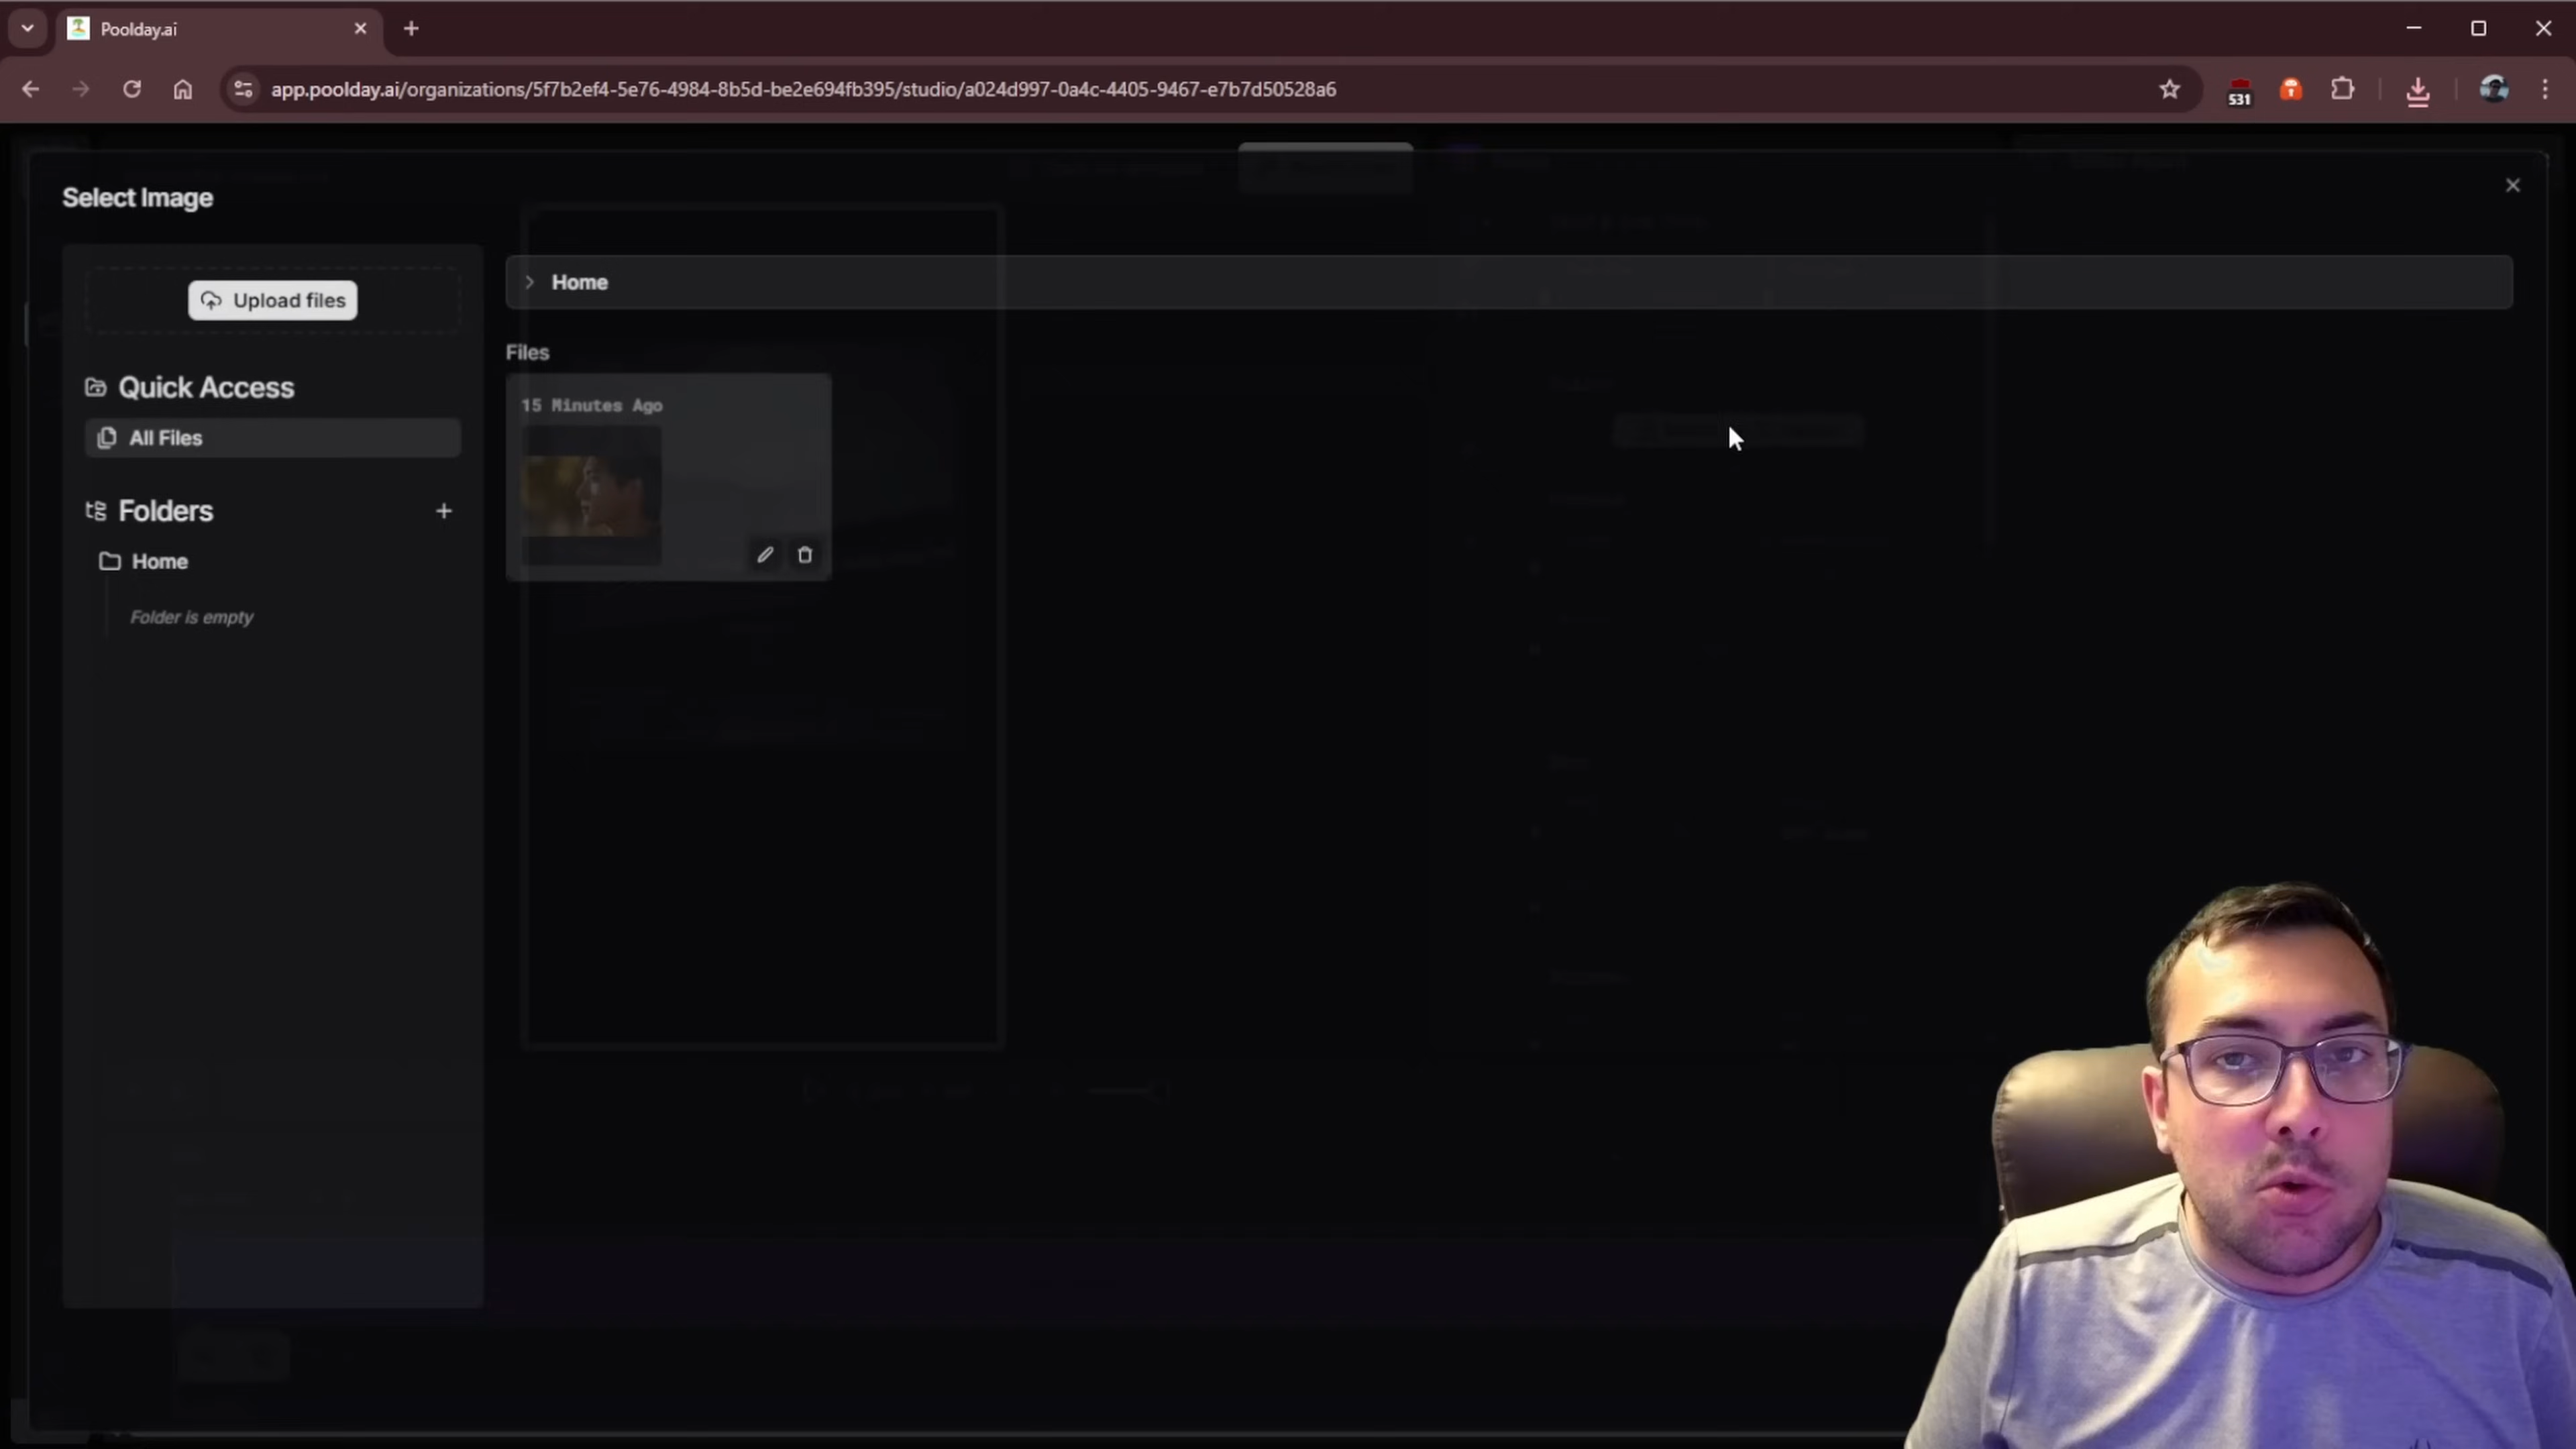 Poolday.ai
app.poolday.ai/organizations/5f7b2ef4-5e76-4984-8b5d-be2e694fb395/studio/a024d997-0a4c-4405-9467-e7b7d50528a6
531
Select Image
Upload files
Home
Files
Quick Access
15 Minutes Ago
All Files
Folders
Home
Folder is empty